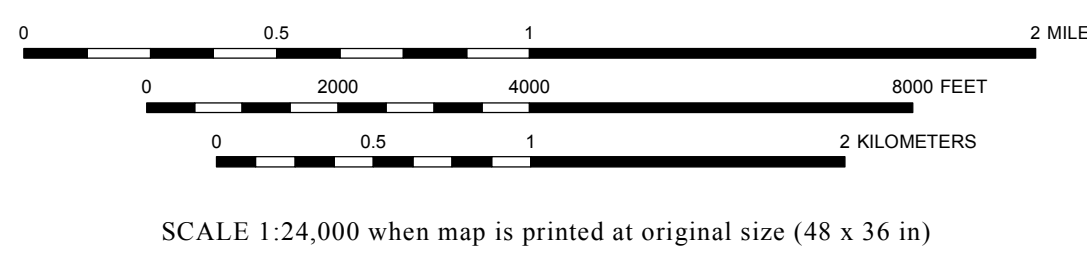 0 0.5 1 2 MILE
0 2000 4000 8000 FEET
0 0.5 1 2 KILOMETERS
SCALE 1:24,000 when map is printed at original size (48 x 36 in)